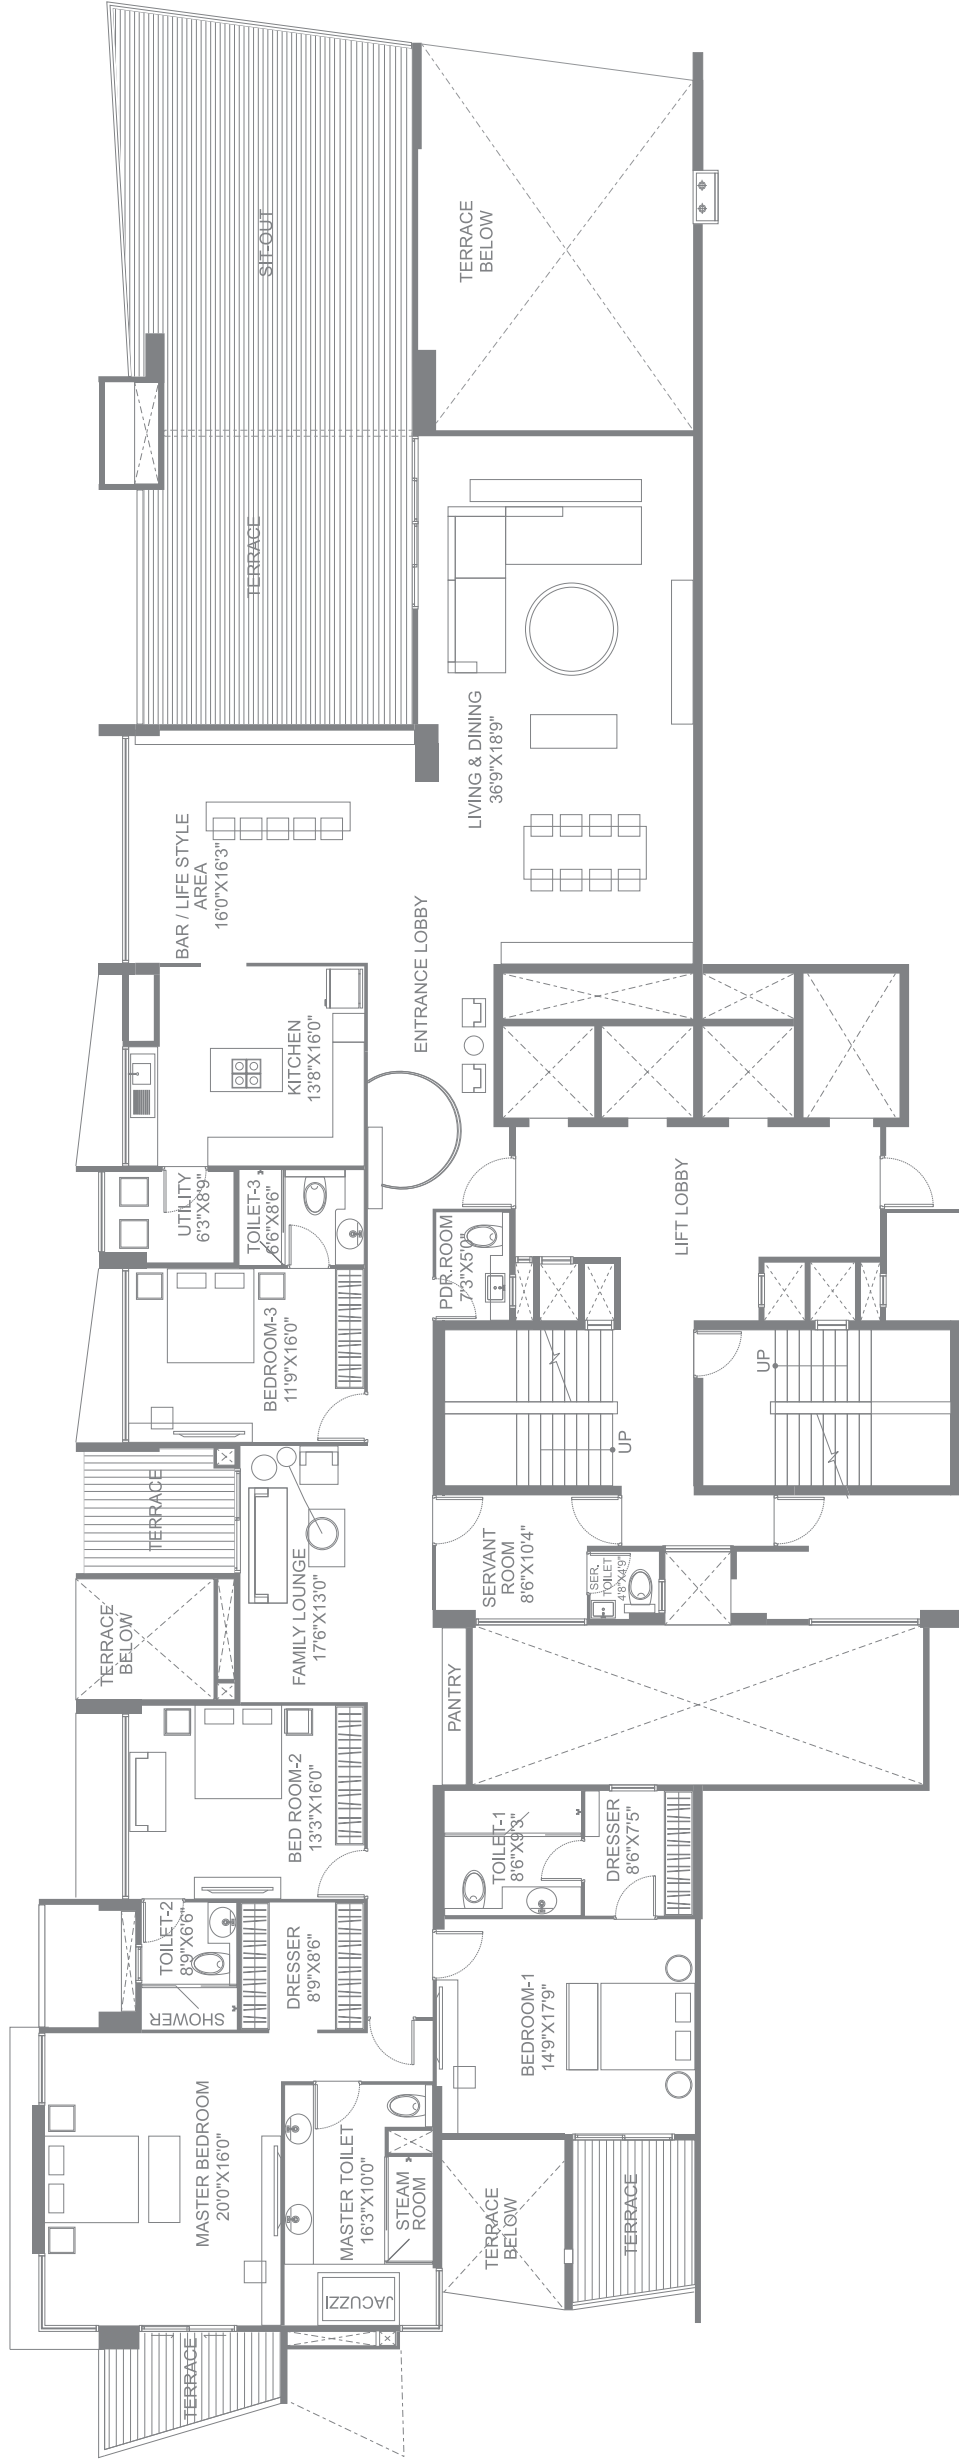 SIT-OUT
TERRACE
BELOW
TERRACE
LIVING & DINING
36'9"X18'9"
BAR / LIFE STYLE
AREA
16'0"X16'3"
ENTRANCE LOBBY
KITCHEN
13'8"X16'0"
UTILITY
6'3"X8'9"
TOILET-3
6'6"X8'6"
LIFT LOBBY
PDR.ROOM
7'3"X5'0"
BEDROOM-3
11'9"X16'0"
UP
UP
TERRACE
SERVANT
ROOM
8'6"X10'4"
SER.
TOILET
4'8"X4'9"
FAMILY LOUNGE
17'6"X13'0"
TERRACE
BELOW
PANTRY
BED ROOM-2
13'3"X16'0"
TOILET-1
8'6"X9'3"
DRESSER
8'6"X7'5"
TOILET-2
8'9"X6'6"
SHOWER
DRESSER
8'9"X8'6"
BEDROOM-1
14'9"X17'9"
MASTER BEDROOM
20'0"X16'0"
MASTER TOILET
16'3"X10'0"
STEAM
ROOM
JACUZZI
TERRACE
BELOW
TERRACE
TERRACE